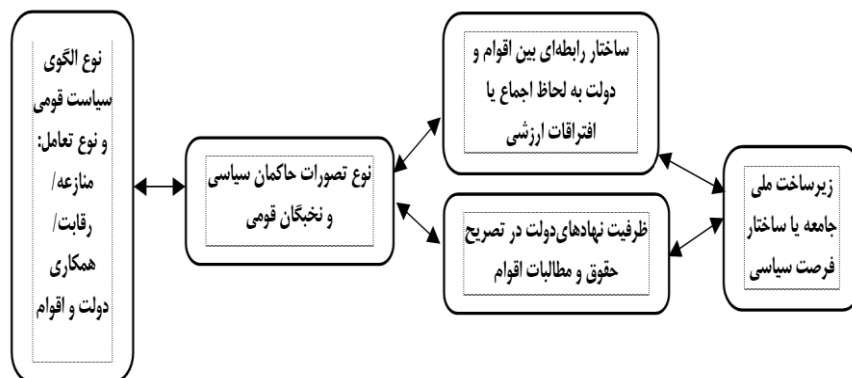 زیرساخت ملی
جامعه یا ساختار
فرصت سیاسی
ساختار رابطه‌ای بین اقوام و
دولت به لحاظ اجماع یا
افتراقات ارزشی
ظرفیت نهادهای‌دولت در تصریح
حقوق و مطالبات اقوام
نوع تصورات حاکمان سیاسی
و نخبگان قومی
نوع الگوی
سیاست قومی
و نوع تعامل:
منازعه/
رقابت/
همکاری
دولت و اقوام